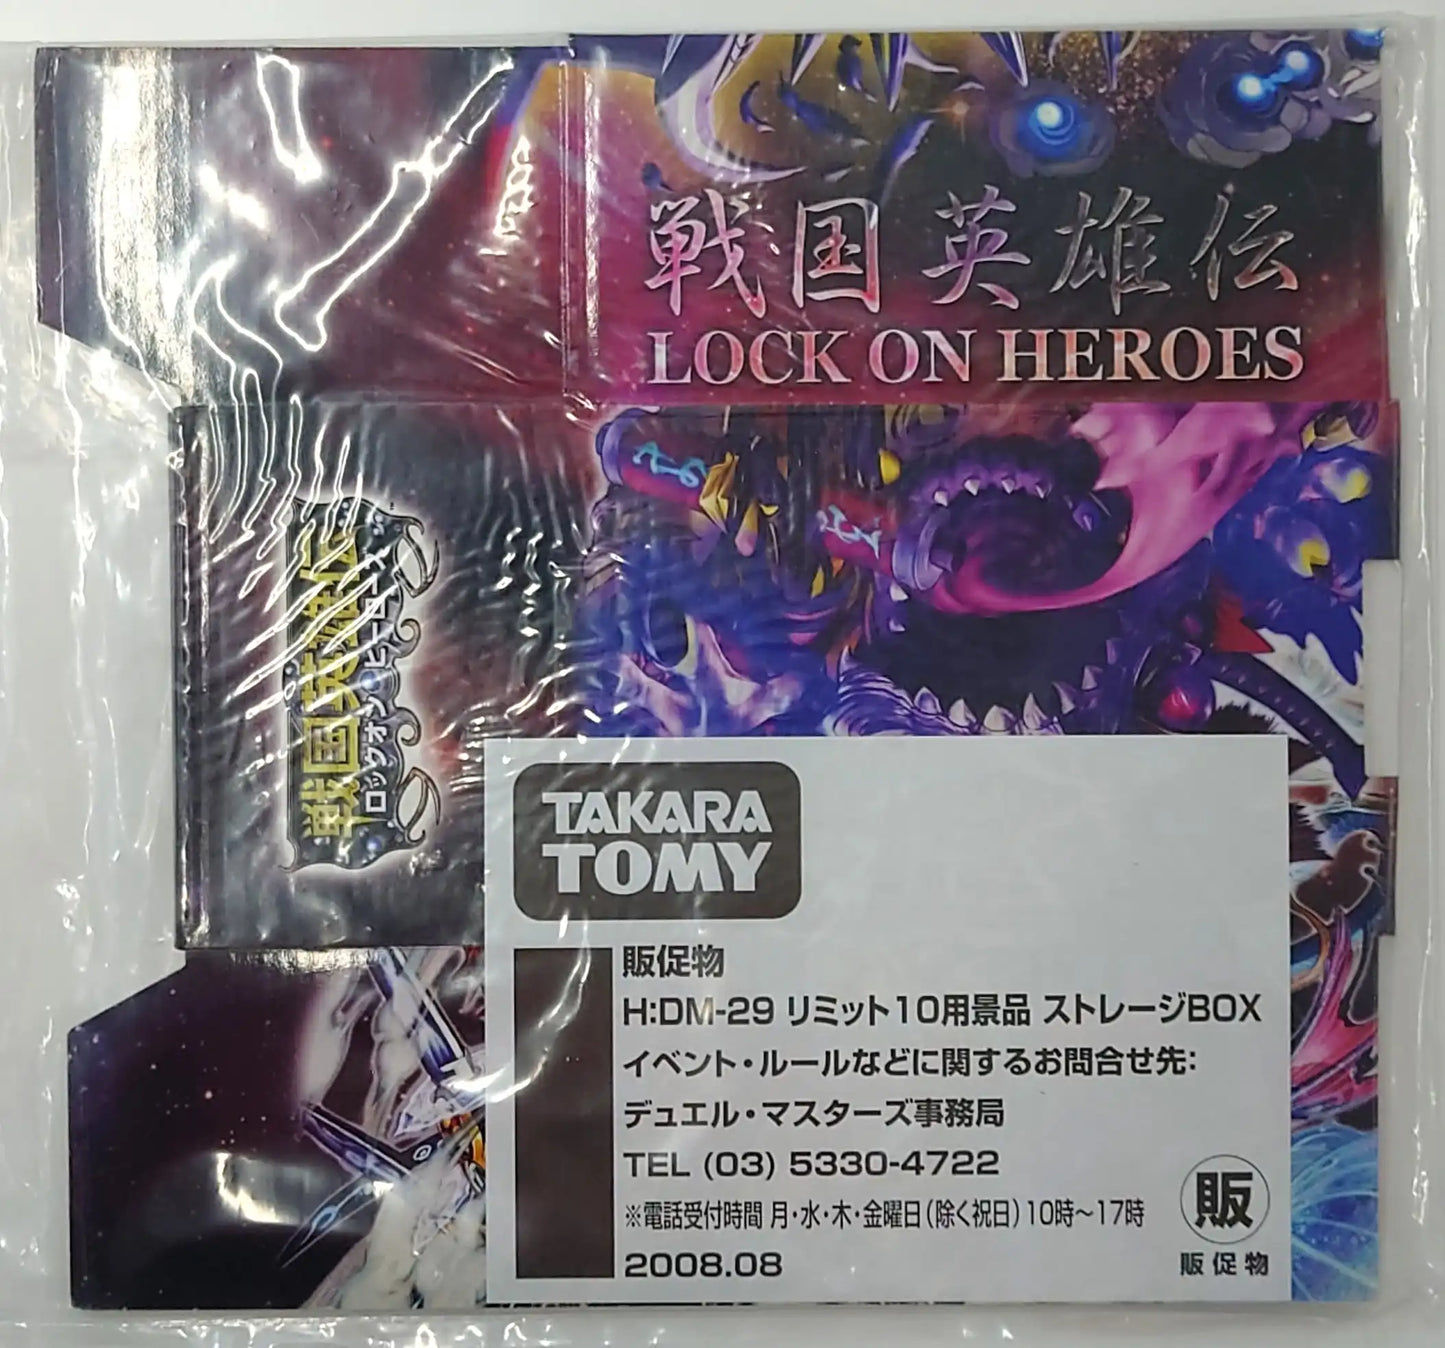 戦国英雄伝
LOCK ON HEROES
戦国英雄伝
ロックオン・ヒーローズ
TAKARA
TOMY
販促物
H:DM-29 リミット10用景品 ストレージBOX
イベント・ルールなどに関するお問合せ先:
デュエル・マスターズ事務局
TEL (03) 5330-4722
※電話受付時間 月・水・木・金曜日(除く祝日)10時〜17時
2008.08
販
販促物